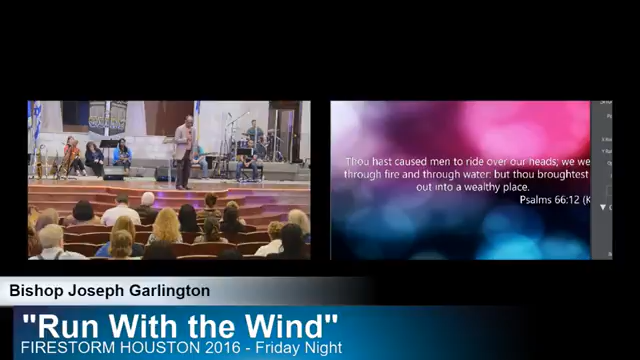 Thou hast caused men to ride over our heads; we we
through fire and through water: but thou broughtest
out into a wealthy place.
Psalms 66:12 (K
Bishop Joseph Garlington
"Run With the Wind"
FIRESTORM HOUSTON 2016 - Friday Night